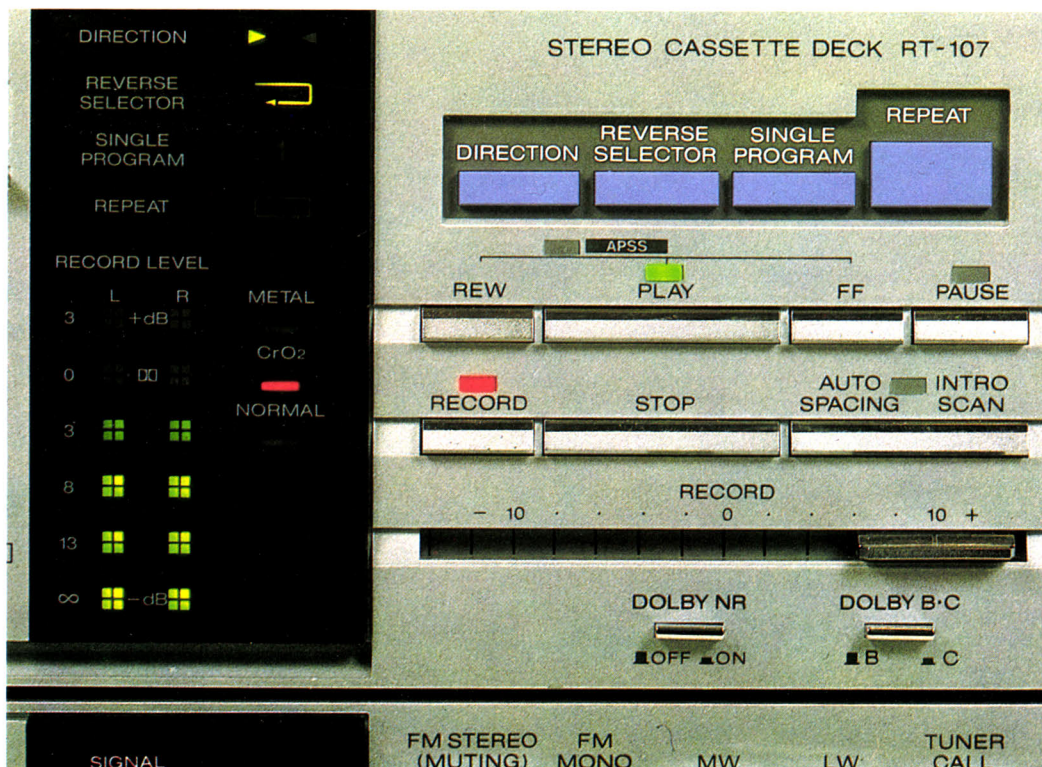 DIRECTION
REVERSE
SELECTOR
SINGLE
PROGRAM
REPEAT
RECORD LEVEL
L R
3 +dB
0
3
8
13
∞ -dB
METAL
CrO2
NORMAL
STEREO CASSETTE DECK RT-107
DIRECTION
REVERSE
SELECTOR
SINGLE
PROGRAM
REPEAT
APSS
REW PLAY FF PAUSE
RECORD STOP
AUTO
SPACING
INTRO
SCAN
RECORD
- 10 · · · · 0 · · · · 10 +
DOLBY NR
OFF ON
DOLBY B·C
B C
SIGNAL
FM STEREO
(MUTING)
FM
MONO
MW
LW
TUNER
CALL